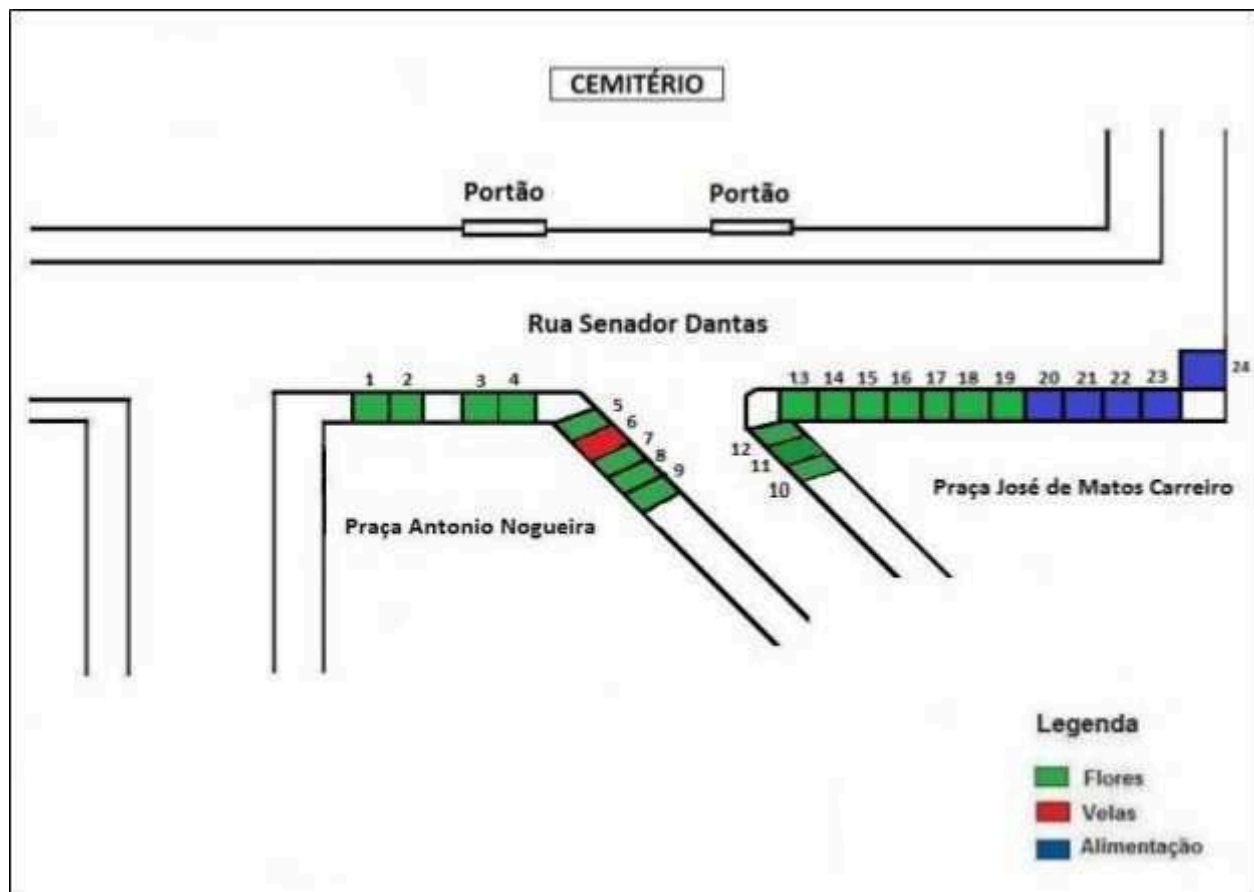 CEMITÉRIO
Portão Portão
Rua Senador Dantas
1 2 3 4
5
6
7
8
9
13 14 15 16 17 18 19 20 21 22 23
24
12
11
10
Praça Antonio Nogueira
Praça José de Matos Carreiro
Legenda
Flores
Velas
Alimentação